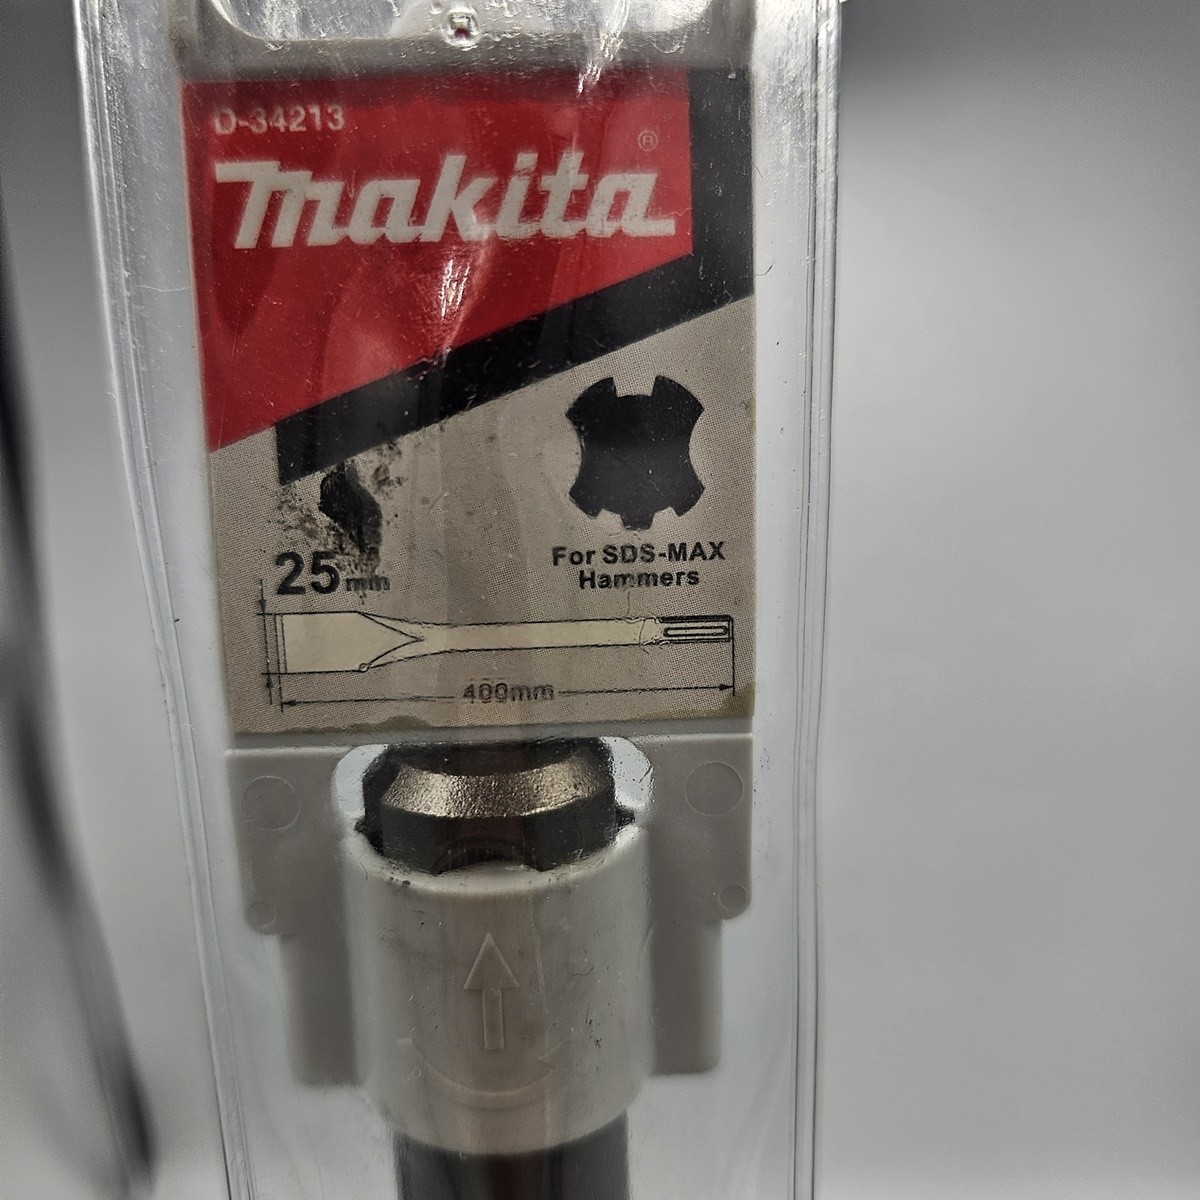 D-34213
makita®
25mm
For SDS-MAX
Hammers
400mm